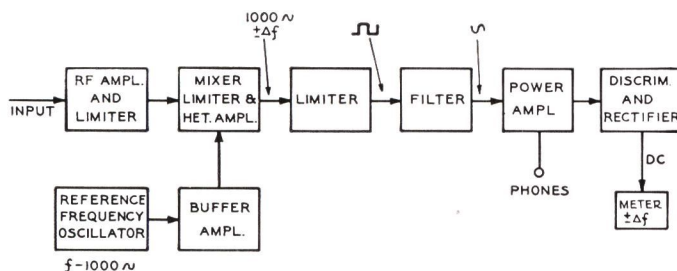 1000 ~
±Δf
INPUT
RF AMPL.
AND
LIMITER
MIXER
LIMITER &
HET. AMPL.
LIMITER
FILTER
POWER
AMPL
DISCRIM.
AND
RECTIFIER
PHONES
DC
METER
±Δf
REFERENCE
FREQUENCY
OSCILLATOR
f-1000 ~
BUFFER
AMPL.